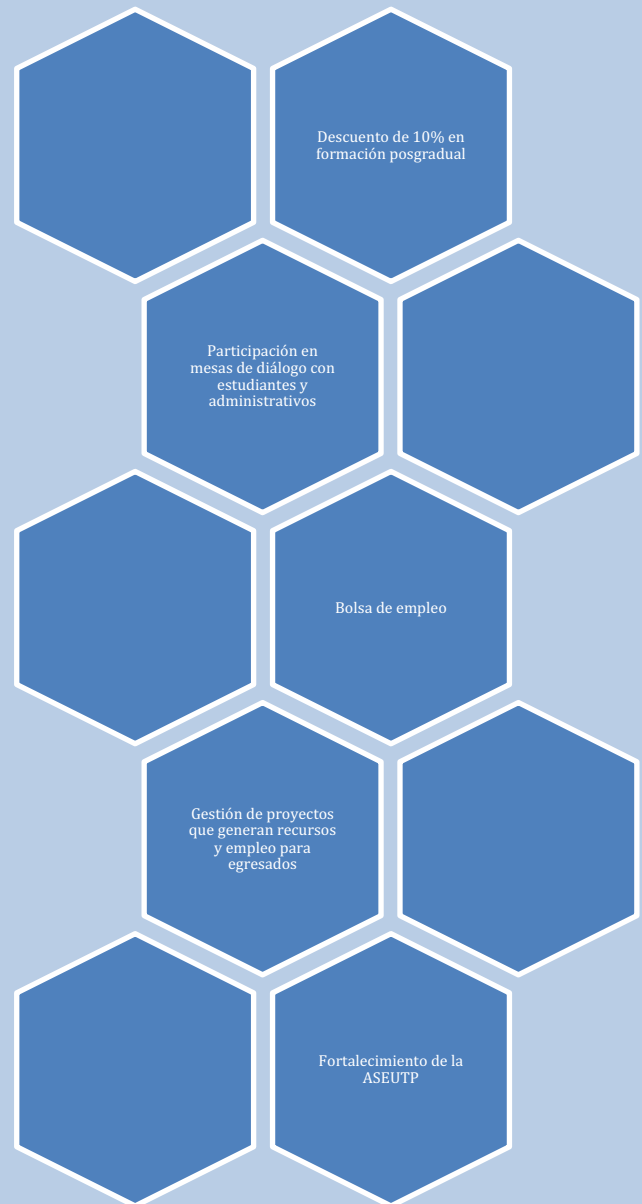 Descuento de 10% en
formación posgradual
Participación en
mesas de diálogo con
estudiantes y
administrativos
Bolsa de empleo
Gestión de proyectos
que generan recursos
y empleo para
egresados
Fortalecimiento de la
ASEUTP